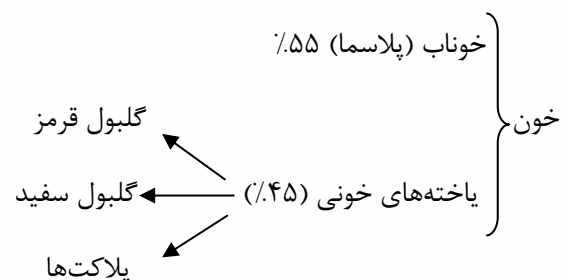 خوناب (پلاسما) ۵۵٪
خون
گلبول قرمز
یاخته‌های خونی (۴۵٪)
گلبول سفید
پلاکت‌ها